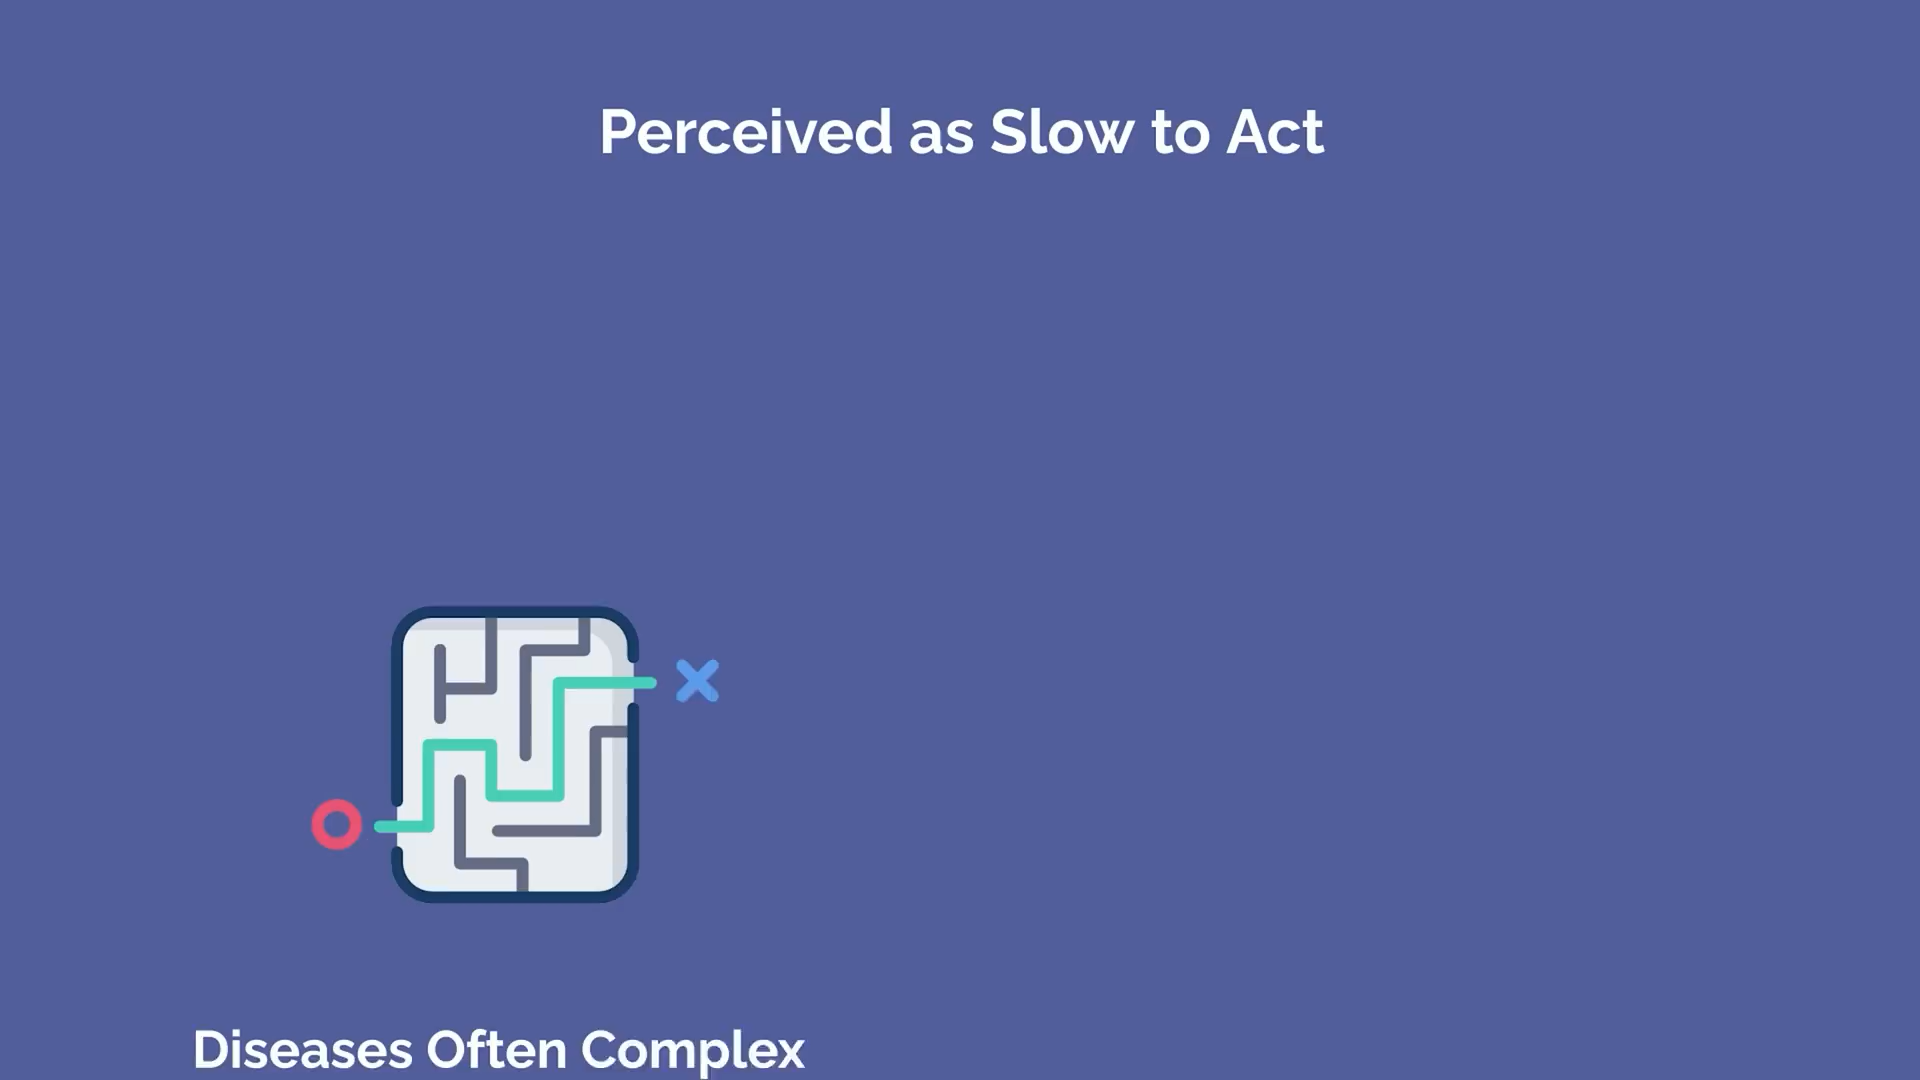 Perceived as Slow to Act
Diseases Often Complex